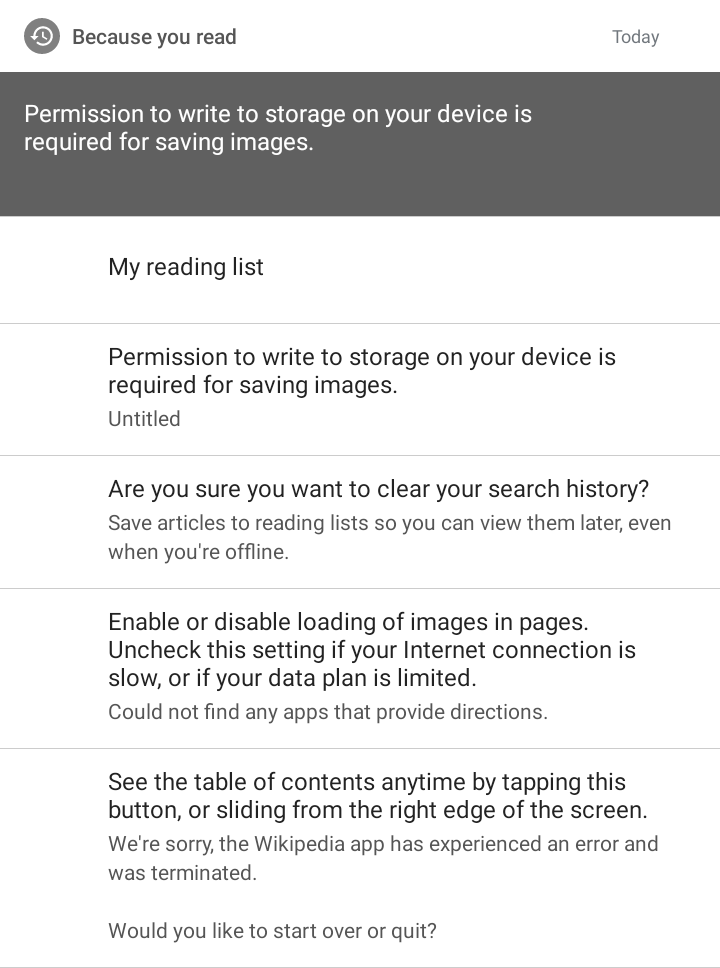 Because you read
Today
Permission to write to storage on your device is
required for saving images.
My reading list
Permission to write to storage on your device is
required for saving images.
Untitled
Are you sure you want to clear your search history?
Save articles to reading lists so you can view them later, even
when you're offline.
Enable or disable loading of images in pages.
Uncheck this setting if your Internet connection is
slow, or if your data plan is limited.
Could not find any apps that provide directions.
See the table of contents anytime by tapping this
button, or sliding from the right edge of the screen.
We're sorry, the Wikipedia app has experienced an error and
was terminated.
Would you like to start over or quit?